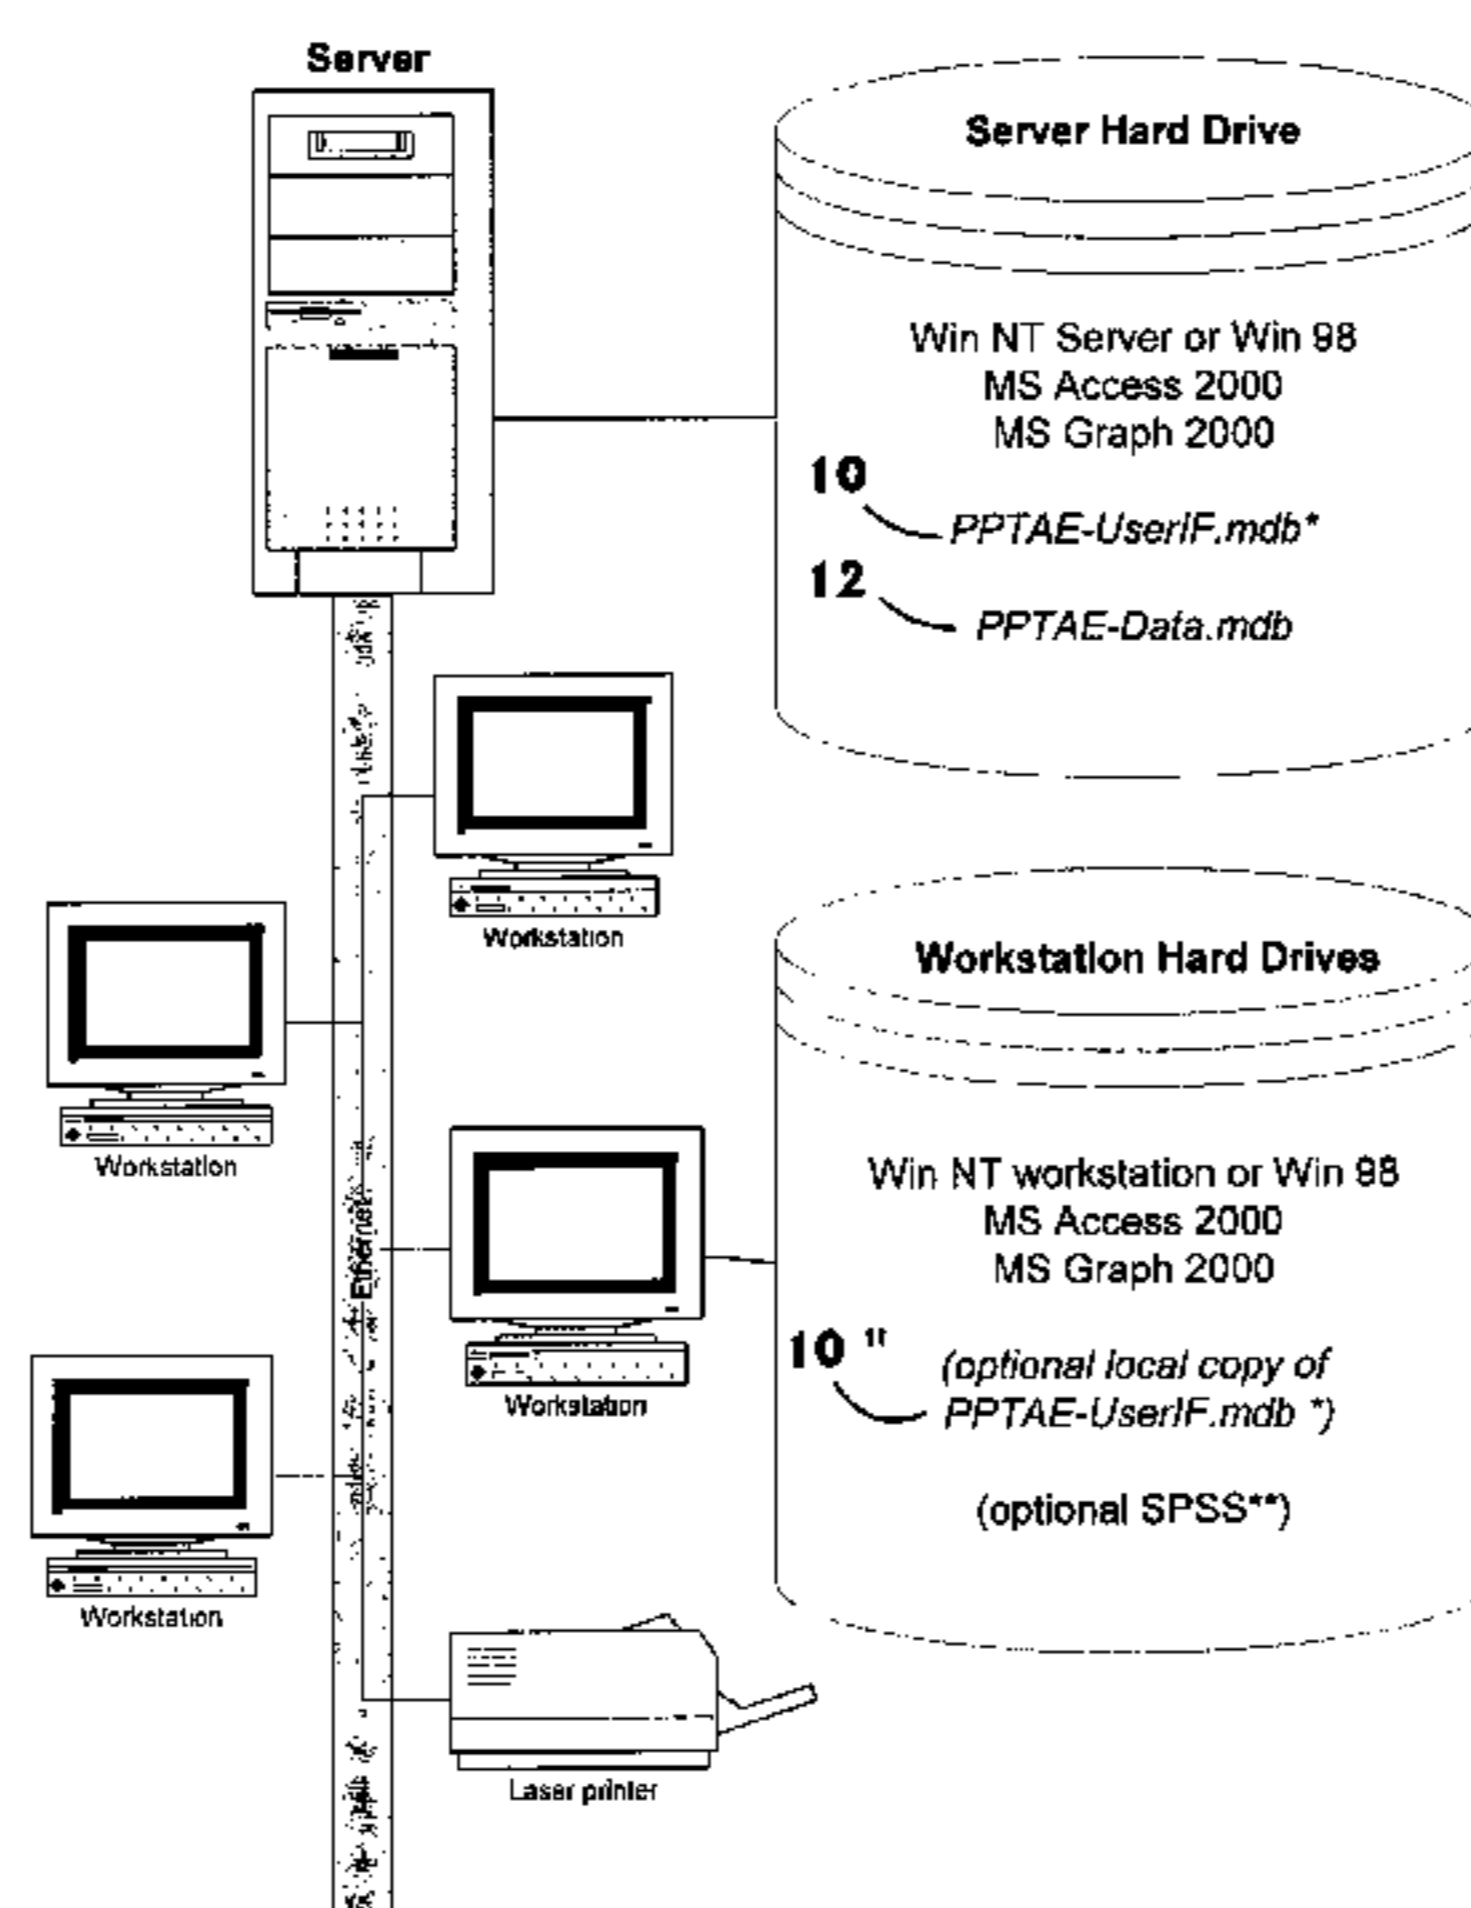 Server
Server Hard Drive
Win NT Server or Win 98
MS Access 2000
MS Graph 2000
10
PPTAE-UserIF.mdb*
12
PPTAE-Data.mdb
Workstation
Workstation Hard Drives
Workstation
Win NT workstation or Win 98
MS Access 2000
MS Graph 2000
Ethernet
10 "
(optional local copy of
PPTAE-UserIF.mdb *)
Workstation
(optional SPSS**)
Workstation
Laser printer